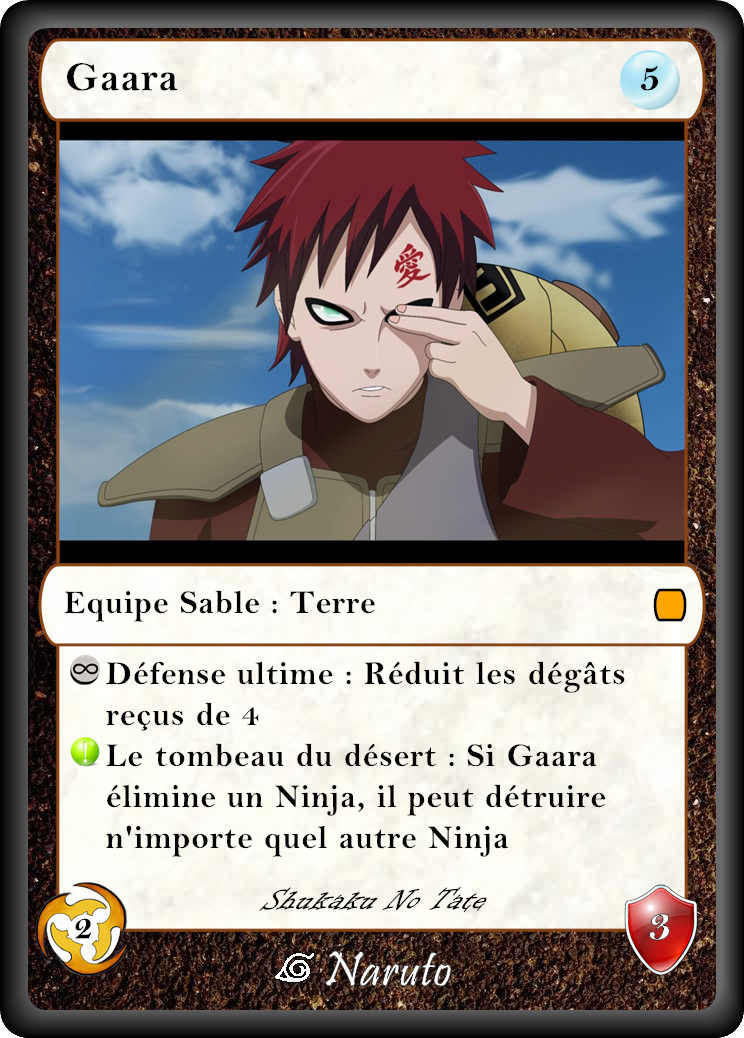 Gaara
5
愛
Equipe Sable : Terre
Défense ultime : Réduit les dégâts
reçus de 4
Le tombeau du désert : Si Gaara
élimine un Ninja, il peut détruire
n'importe quel autre Ninja
Shukaku No Tate
2
3
Naruto